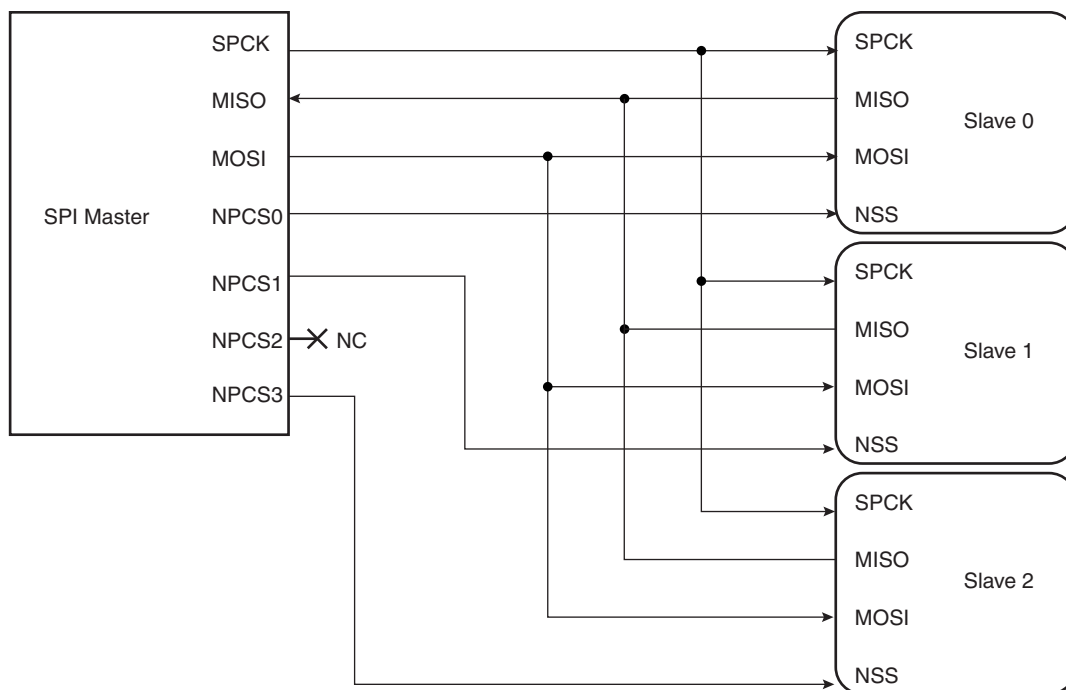 SPI Master
SPCK
MISO
MOSI
NPCS0
NPCS1
NPCS2
NC
NPCS3
SPCK
MISO
Slave 0
MOSI
NSS
SPCK
MISO
Slave 1
MOSI
NSS
SPCK
MISO
Slave 2
MOSI
NSS